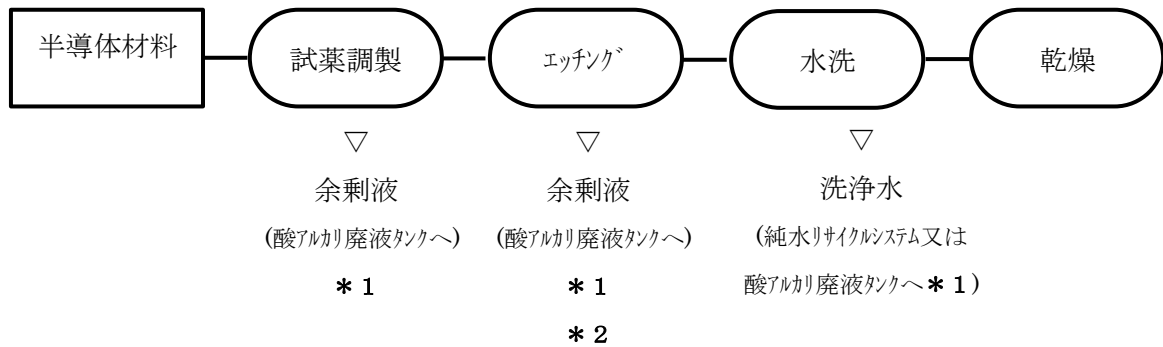 半導体材料
試薬調製
ｴｯﾁﾝｸﾞ
水洗
乾燥
▽
余剰液
(酸ｱﾙｶﾘ廃液ﾀﾝｸへ)
＊1
▽
余剰液
(酸ｱﾙｶﾘ廃液ﾀﾝｸへ)
＊1
＊2
▽
洗浄水
(純水ﾘｻｲｸﾙｼｽﾃﾑ又は
酸ｱﾙｶﾘ廃液ﾀﾝｸへ＊1)